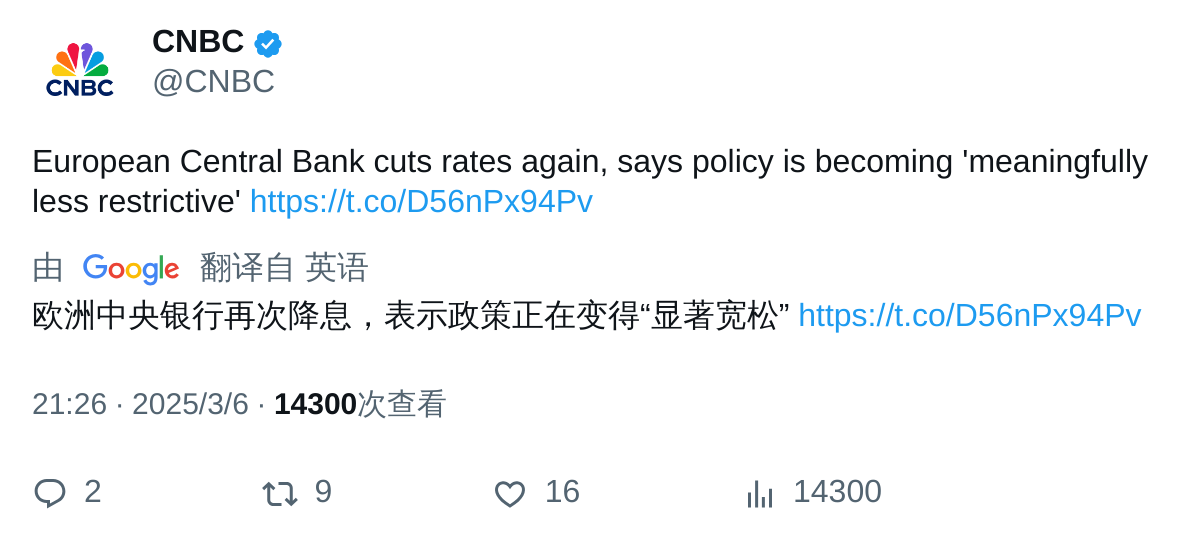 CNBC
CNBC
@CNBC
European Central Bank cuts rates again, says policy is becoming 'meaningfully
less restrictive' https://t.co/D56nPx94Pv
由 Google 翻译自 英语
欧洲中央银行再次降息，表示政策正在变得“显著宽松” https://t.co/D56nPx94Pv
21:26 · 2025/3/6 · 14300次查看
2 9 16 14300